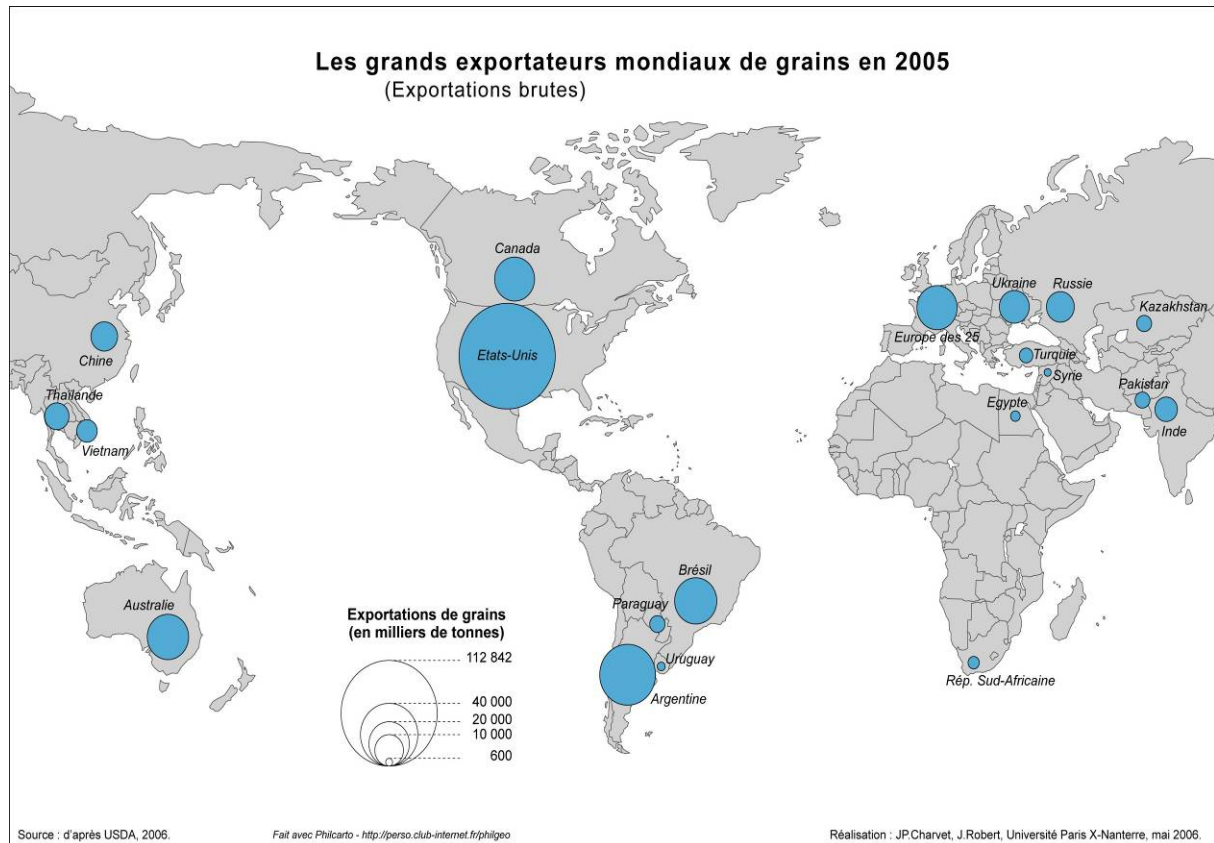 Les grands exportateurs mondiaux de grains en 2005
(Exportations brutes)
Canada
Ukraine
Russie
Kazakhstan
Chine
Etats-Unis
Europe des 25
Turquie
Syrie
Thaïlande
Pakistan
Egypte
Vietnam
Inde
Brésil
Australie
Paraguay
Exportations de grains
(en milliers de tonnes)
112 842
Uruguay
Rép. Sud-Africaine
Argentine
40 000
20 000
10 000
600
Source : d'après USDA, 2006.
Fait avec Philcarto - http://perso.club-internet.fr/philgeo
Réalisation : JP.Charvet, J.Robert, Université Paris X-Nanterre, mai 2006.